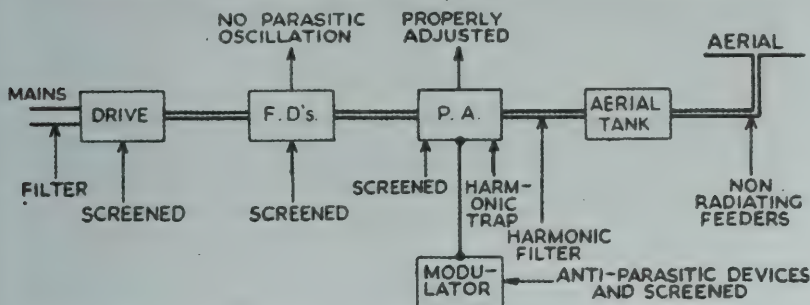 NO PARASITIC
OSCILLATION
PROPERLY
ADJUSTED
AERIAL
MAINS
DRIVE
F.D's.
P.A.
AERIAL
TANK
FILTER
SCREENED
SCREENED
SCREENED
HARM-
ONIC
TRAP
HARMONIC
FILTER
NON
RADIATING
FEEDERS
MODU-
LATOR
ANTI-PARASITIC DEVICES
AND SCREENED